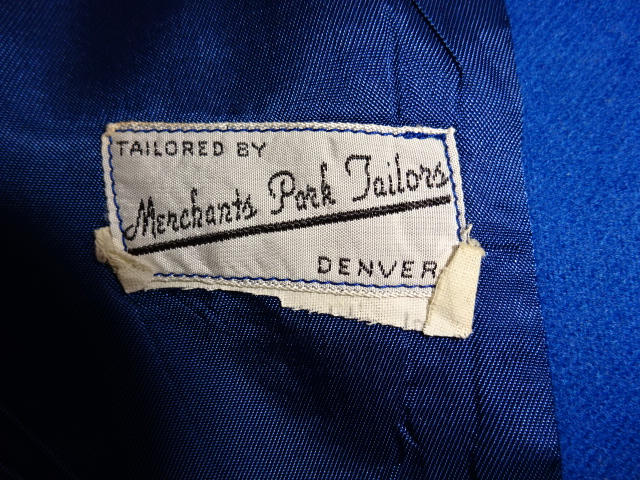 TAILORED BY
Merchants Park Tailors
DENVER